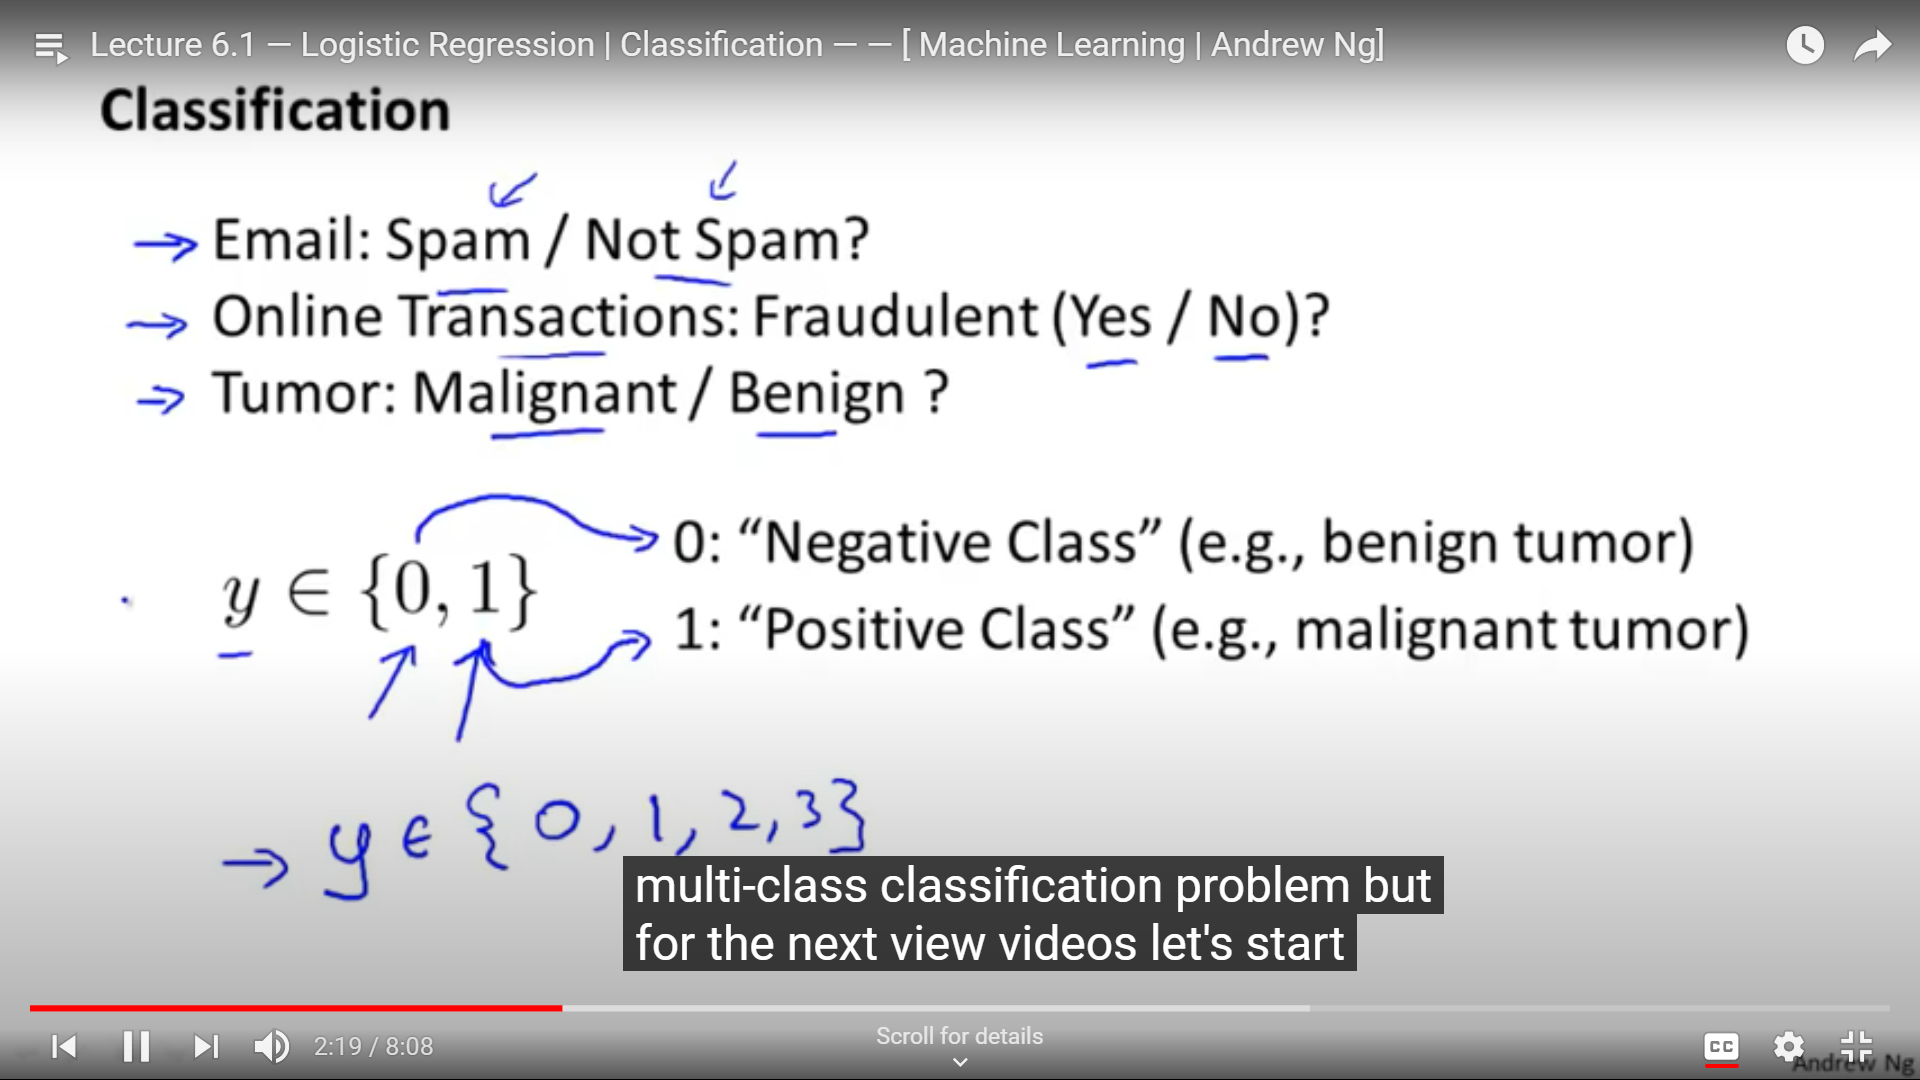 Lecture 6.1 — Logistic Regression | Classification — — [ Machine Learning | Andrew Ng]
Classification
Email: Spam / Not Spam?
Online Transactions: Fraudulent (Yes / No)?
Tumor: Malignant / Benign ?
y ∈ {0, 1}
0: “Negative Class” (e.g., benign tumor)
1: “Positive Class” (e.g., malignant tumor)
→ y ∈ {0, 1, 2, 3}
multi-class classification problem but
for the next view videos let's start
2:19 / 8:08
Scroll for details
CC
Andrew Ng